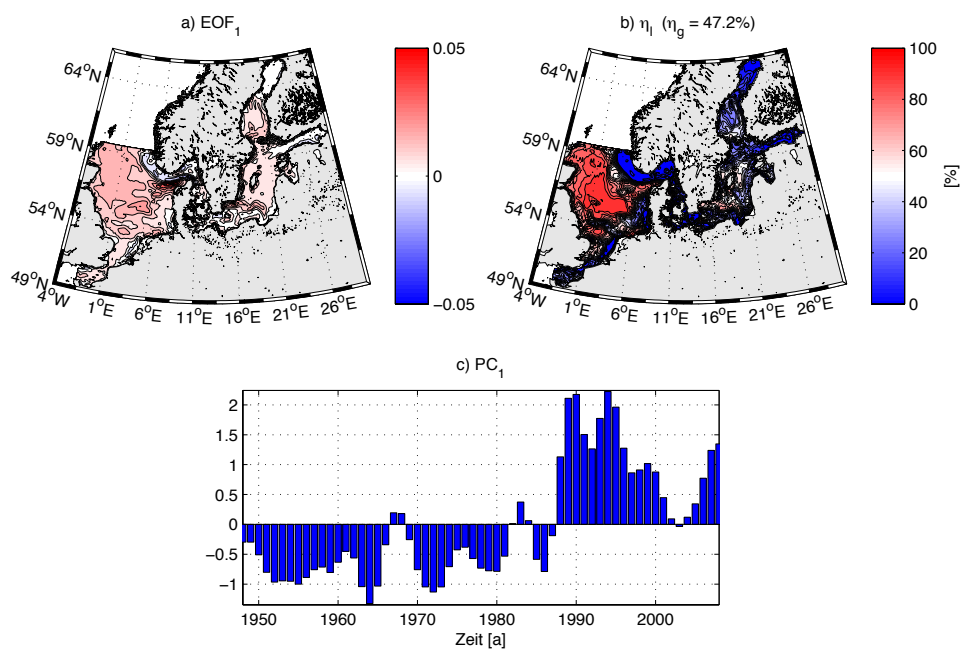 a) EOF1
64°N
59°N
54°N
49°N
4°W
1°E
6°E
11°E
16°E
21°E
26°E
0.05
0
−0.05
b) ηl (ηg = 47.2%)
64°N
59°N
54°N
49°N
4°W
1°E
6°E
11°E
16°E
21°E
26°E
100
80
60
40
20
0
[%]
c) PC1
2
1.5
1
0.5
0
−0.5
−1
1950
1960
1970
1980
1990
2000
Zeit [a]